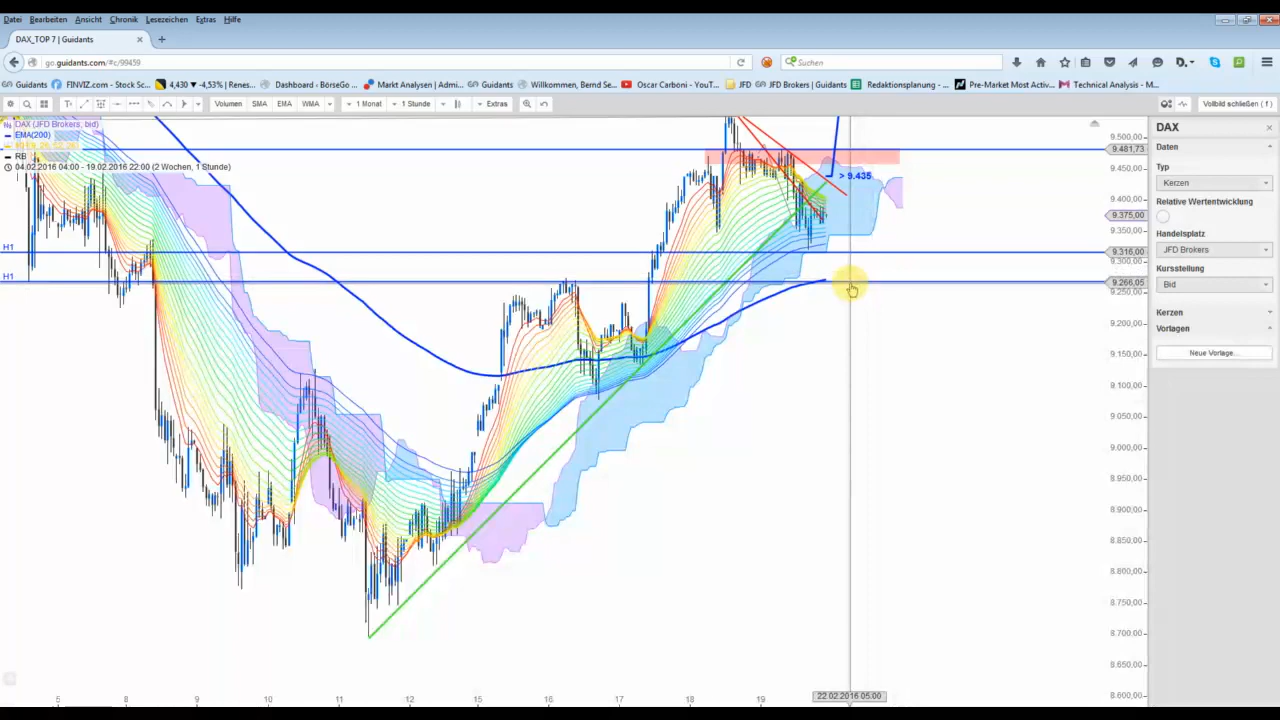 Datei Bearbeiten Ansicht Chronik Lesezeichen Extras Hilfe
DAX_TOP 7 | Guidants
go.guidants.com/#c/99459
Suchen
Guidants FINVIZ.com 4,430 ▼ -4,53% | Renes... Dashboard - BörseGo ... Markt Analysen | Admi... Guidants Willkommen, Bernd Se... Oscar Carboni - YouT... JFD JFD Brokers | Guidants Redaktionsplanung - ... Pre-Market Most Activ... Technical Analysis - M...
Volumen SMA EMA WMA 1 Monat 1 Stunde Extras Vollbild schließen ( f )
DAX (JFD Brokers, bid)
EMA(200)
RB
04.02.2016 04:00 - 19.02.2016 22:00 (2 Wochen, 1 Stunde)
H1
H1
> 9.435
9.500,00
9.481,73
9.450,00
9.400,00
9.375,00
9.350,00
9.316,00
9.300,00
9.266,05
9.250,00
9.200,00
9.150,00
9.100,00
9.050,00
9.000,00
8.950,00
8.900,00
8.850,00
8.800,00
8.750,00
8.700,00
8.650,00
8.600,00
5 8 9 10 11 12 15 16 17 18 19 22.02.2016 05:00
DAX
Daten
Typ
Kerzen
Relative Wertentwicklung
Handelsplatz
JFD Brokers
Kursstellung
Bid
Kerzen
Vorlagen
Neue Vorlage...